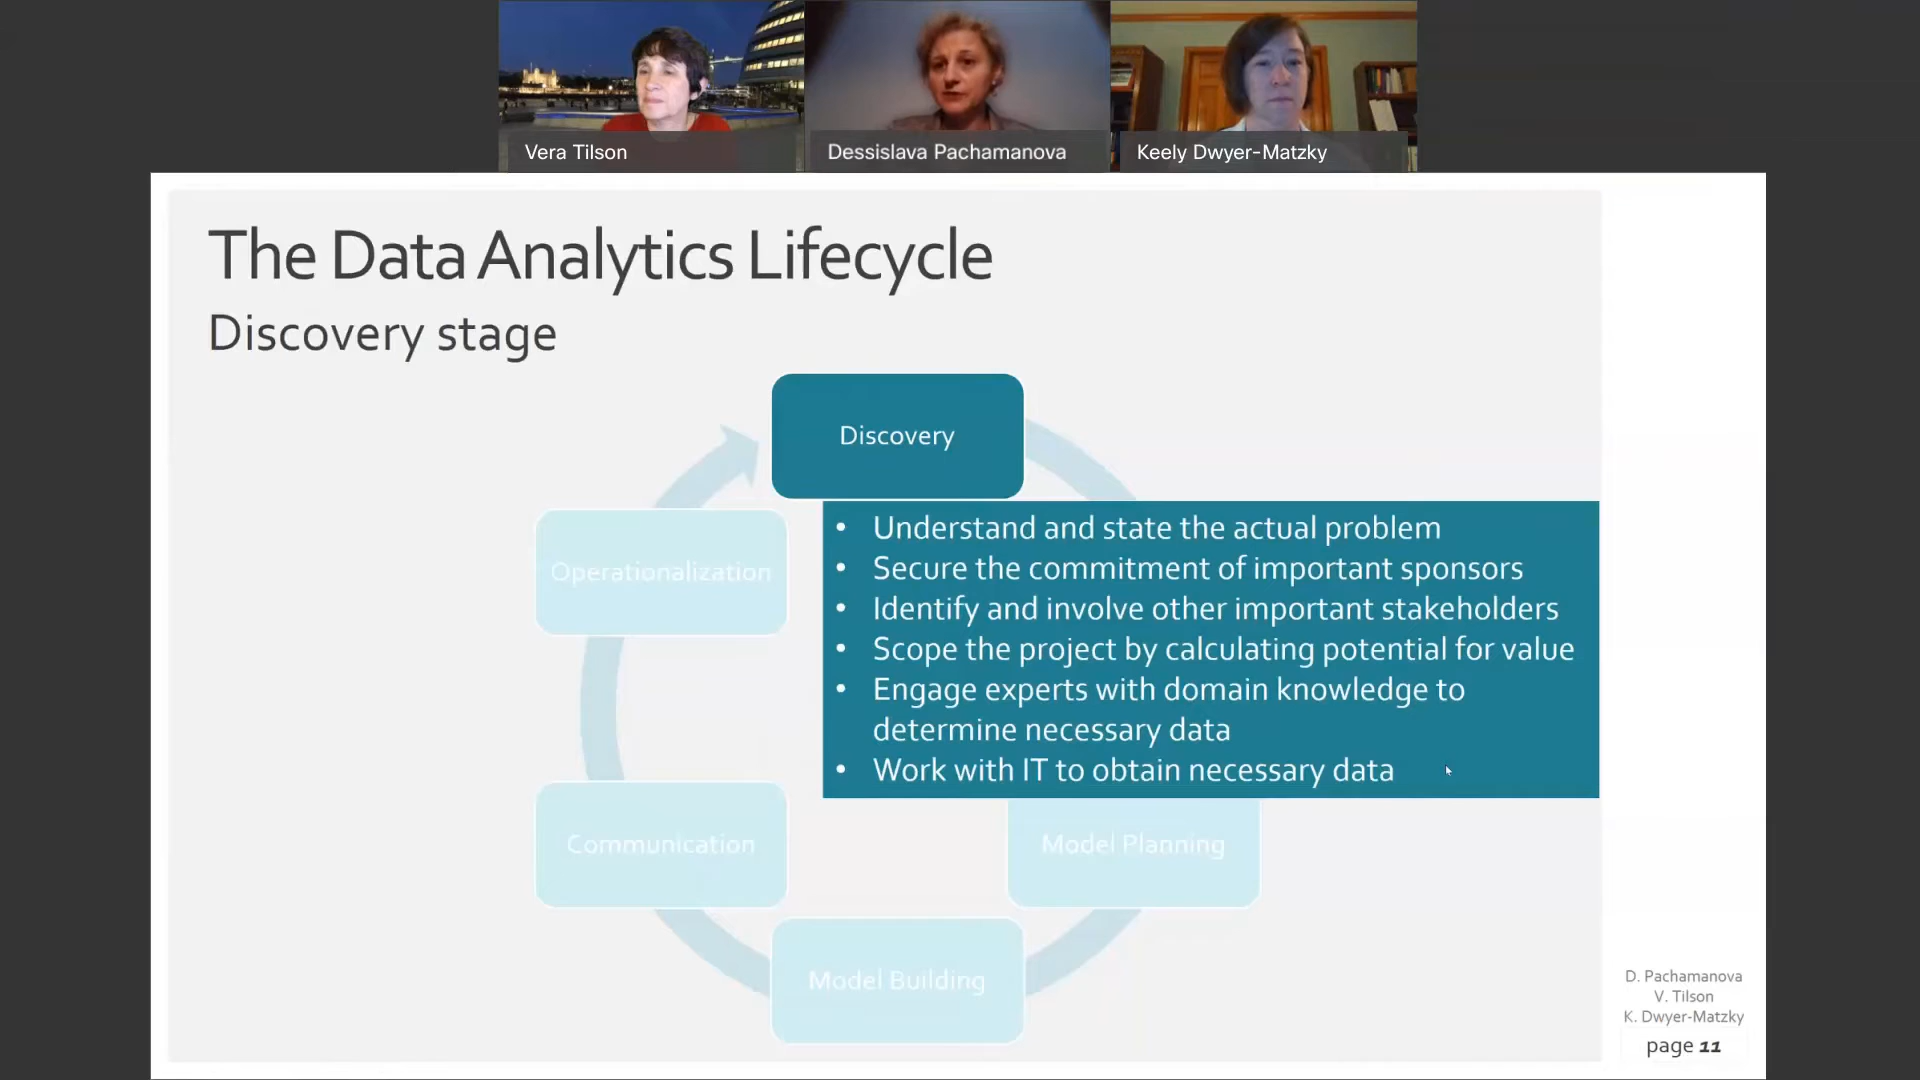 Vera Tilson
Dessislava Pachamanova
Keely Dwyer-Matzky
The Data Analytics Lifecycle
Discovery stage
Discovery
Operationalization
• Understand and state the actual problem
• Secure the commitment of important sponsors
• Identify and involve other important stakeholders
• Scope the project by calculating potential for value
• Engage experts with domain knowledge to
determine necessary data
• Work with IT to obtain necessary data
Communication
Model Planning
Model Building
D. Pachamanova
V. Tilson
K. Dwyer-Matzky
page 11